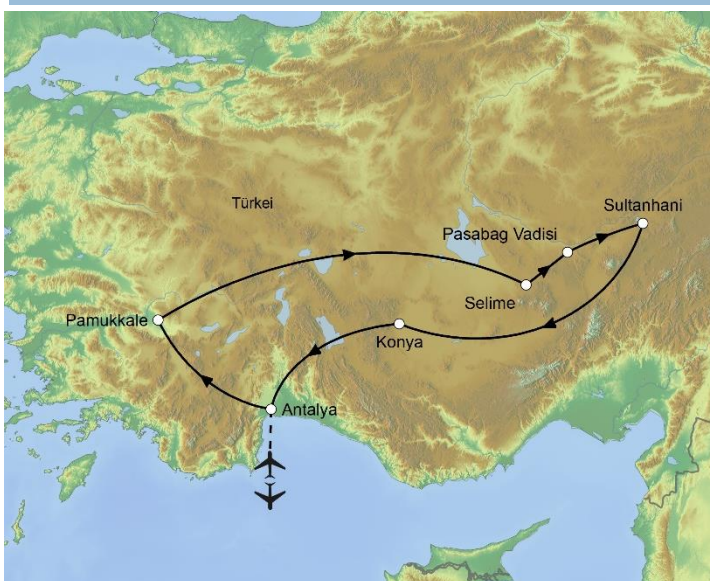 Türkei
Sultanhani
Pasabag Vadisi
Selime
Pamukkale
Konya
Antalya